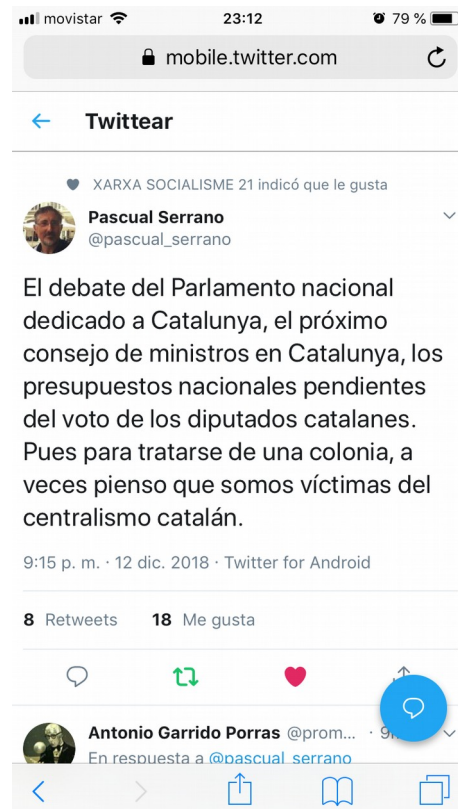 movistar 23:12 79 %
mobile.twitter.com
Twittear
XARXA SOCIALISME 21 indicó que le gusta
Pascual Serrano
@pascual_serrano
El debate del Parlamento nacional
dedicado a Catalunya, el próximo
consejo de ministros en Catalunya, los
presupuestos nacionales pendientes
del voto de los diputados catalanes.
Pues para tratarse de una colonia, a
veces pienso que somos víctimas del
centralismo catalán.
9:15 p. m. · 12 dic. 2018 · Twitter for Android
8 Retweets 18 Me gusta
Antonio Garrido Porras @prom... ·
En respuesta a @pascual_serrano